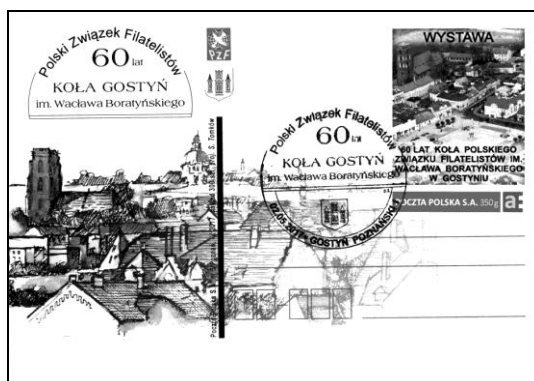 Polski Związek Filatelistów
60 lat
KOŁA GOSTYŃ
im. Wacława Boratyńskiego
PZF
WYSTAWA
60 LAT KOŁA POLSKIEGO
ZWIĄZKU FILATELISTÓW IM.
WACŁAWA BORATYŃSKIEGO
W GOSTYNIU
POCZTA POLSKA S.A. 350g a
Polski Związek Filatelistów
60 lat
KOŁA GOSTYŃ
im. Wacława Boratyńskiego
GOSTYŃ POZNAŃSKI